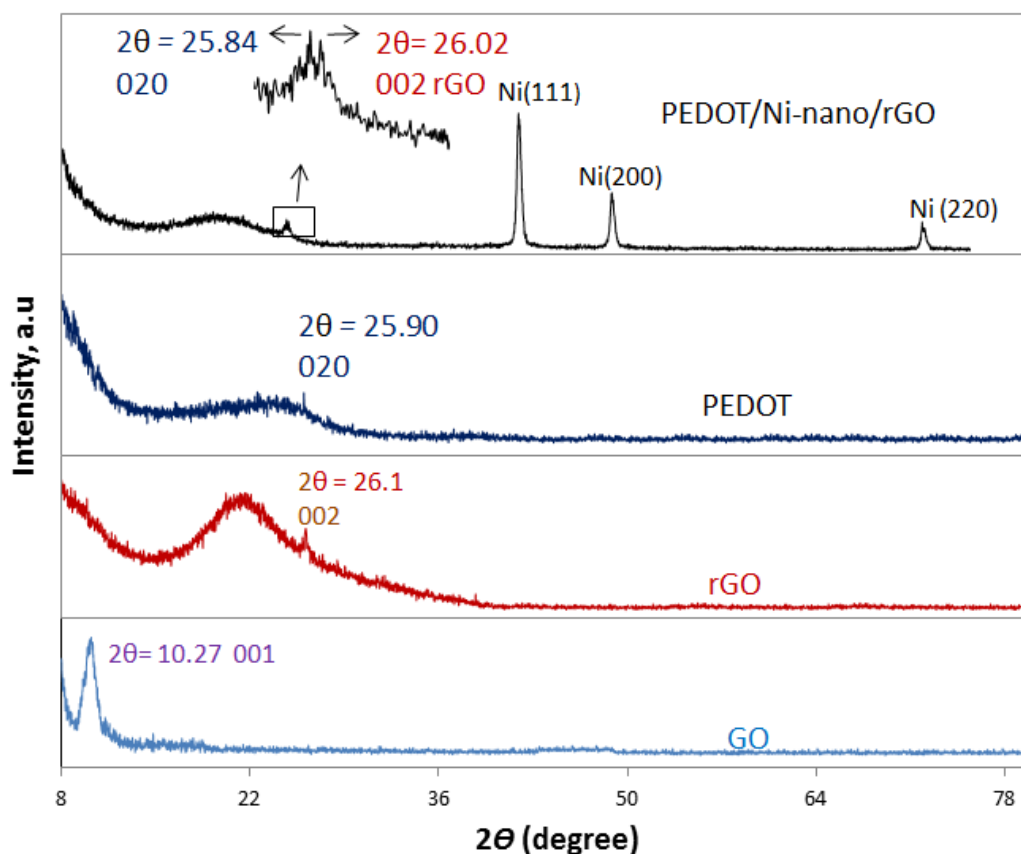 2θ = 25.84
020
2θ= 26.02
002 rGO
Ni(111)
PEDOT/Ni-nano/rGO
Ni(200)
Ni (220)
2θ = 25.90
020
PEDOT
2θ = 26.1
002
rGO
2θ= 10.27 001
GO
Intensity, a.u
8 22 36 50 64 78
2Ɵ (degree)